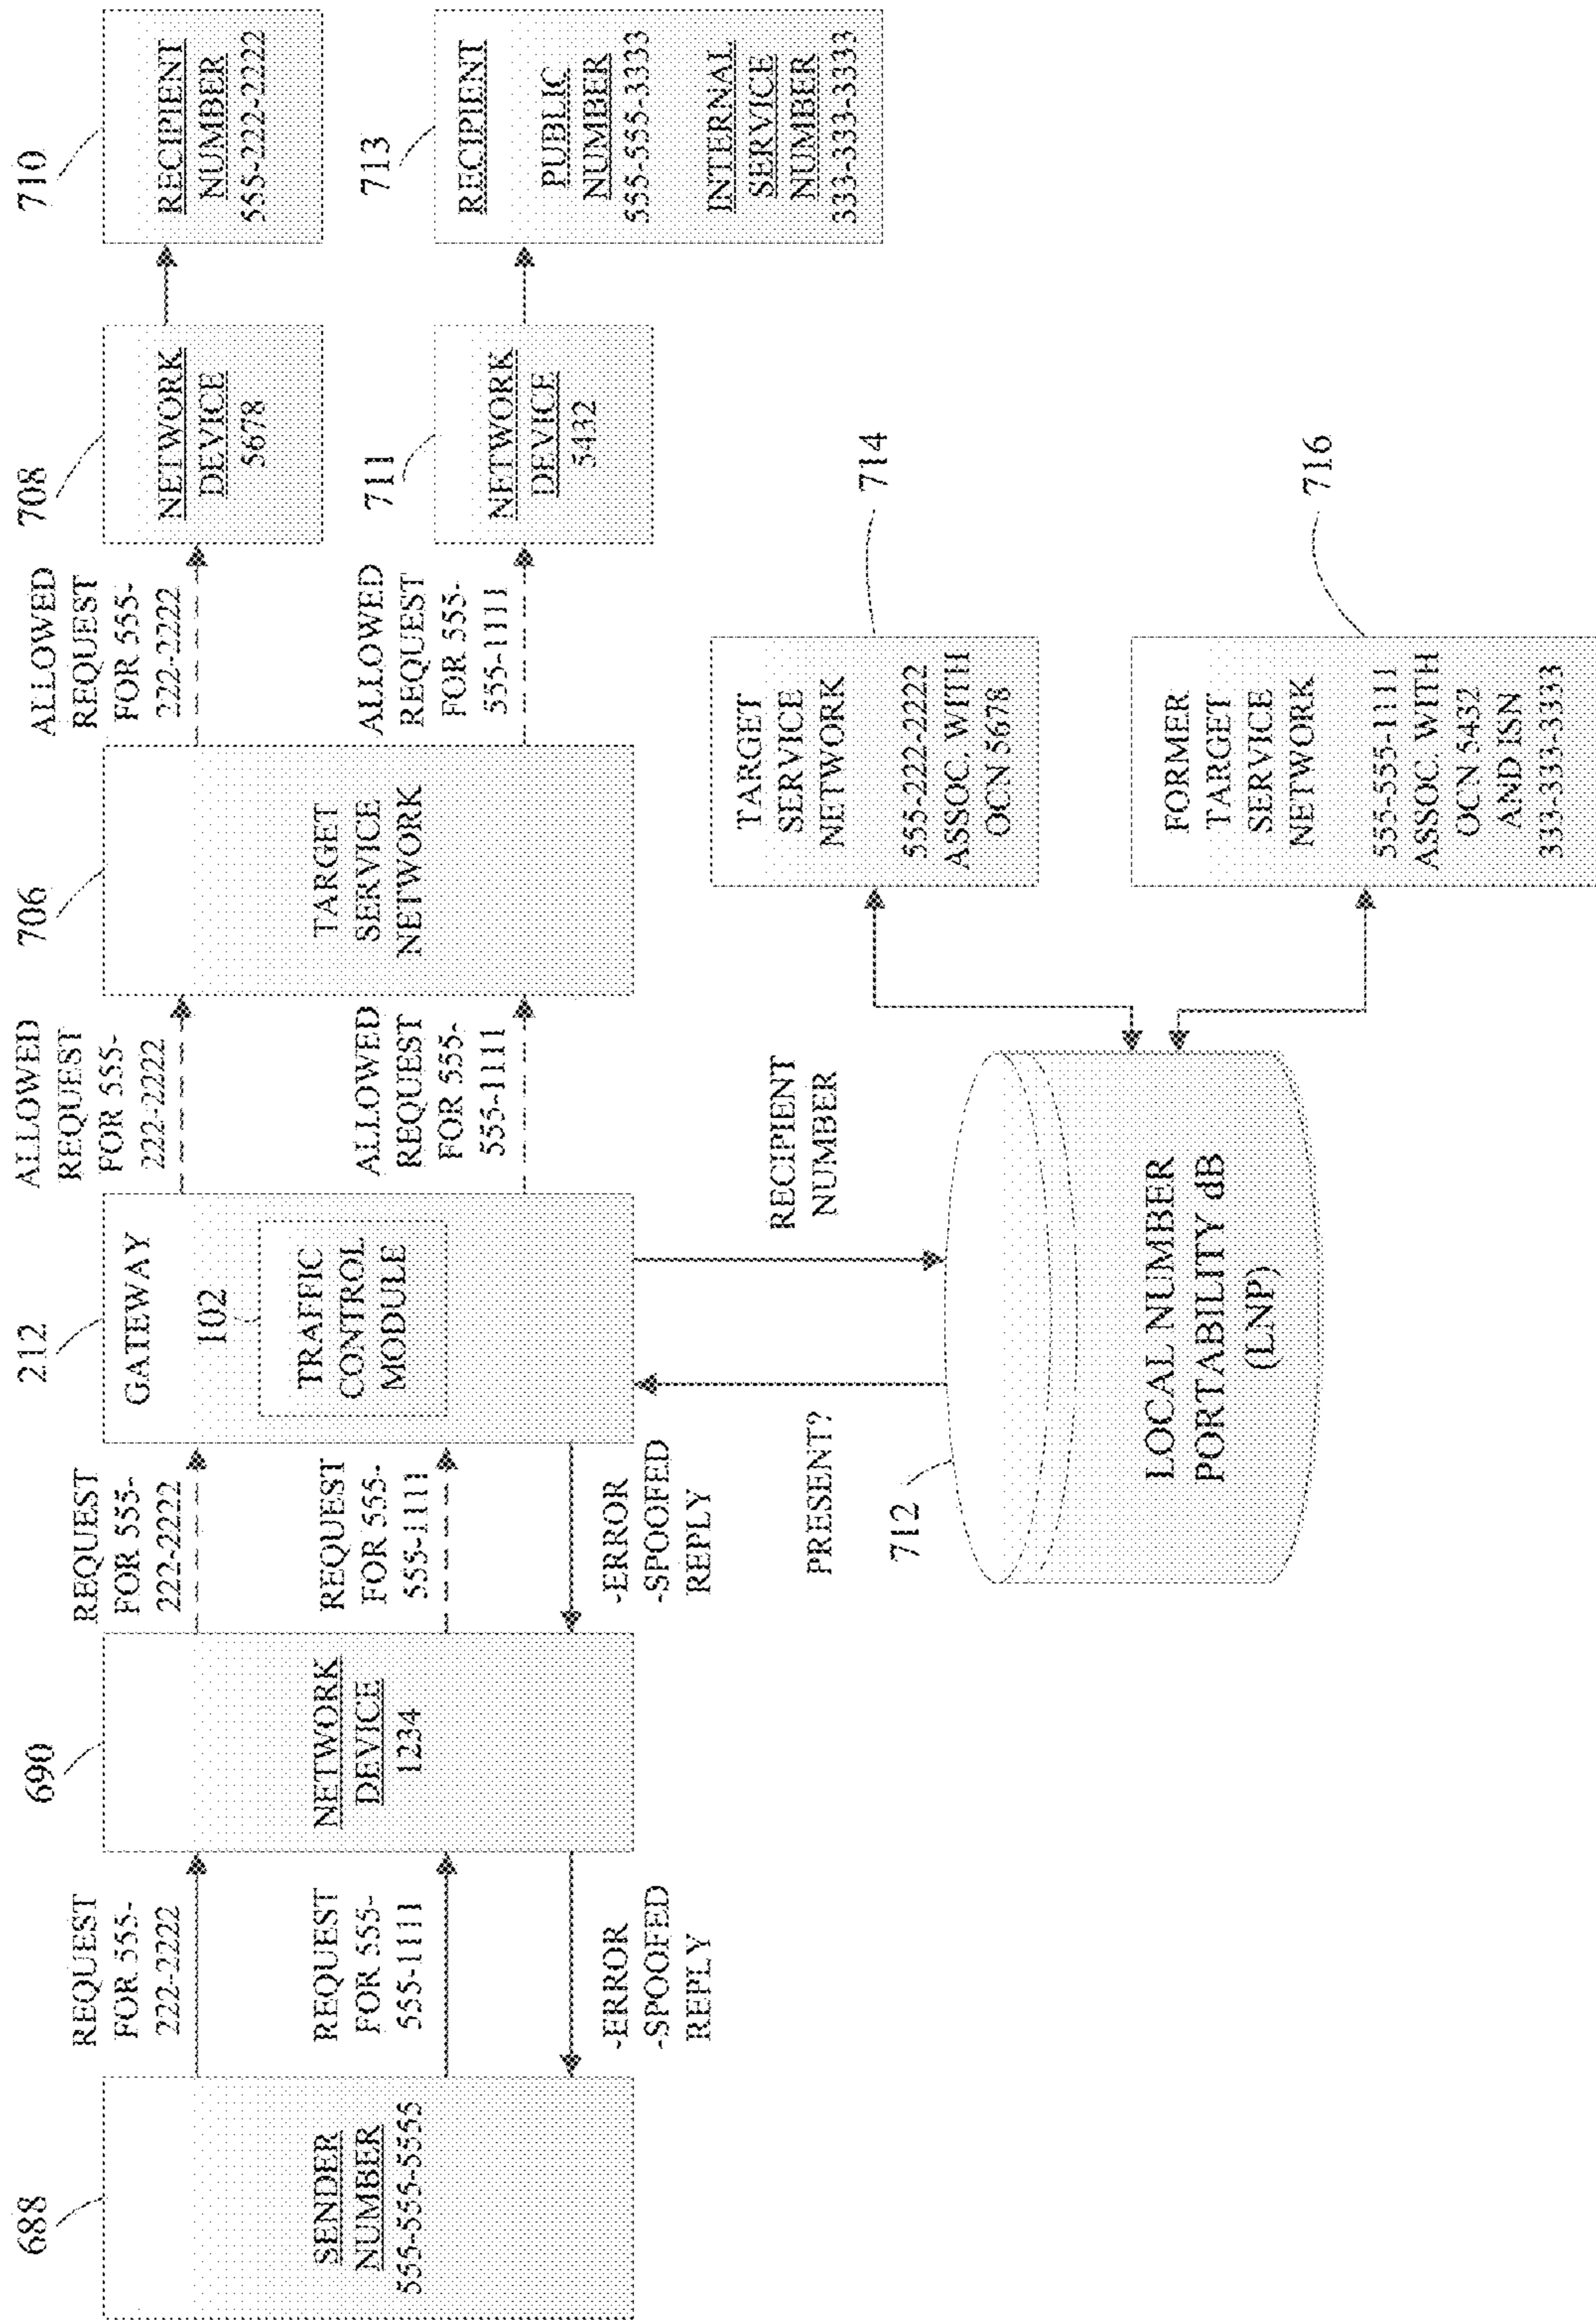 688
SENDER
NUMBER
555-555-5555
REQUEST
FOR 555-
222-2222
REQUEST
FOR 555-
555-1111
-ERROR
-SPOOFED
REPLY
690
NETWORK
DEVICE
1234
REQUEST
FOR 555-
222-2222
REQUEST
FOR 555-
555-1111
-ERROR
-SPOOFED
REPLY
212
GATEWAY
102
TRAFFIC
CONTROL
MODULE
ALLOWED
REQUEST
FOR 555-
222-2222
ALLOWED
REQUEST
FOR 555-
555-1111
706
TARGET
SERVICE
NETWORK
ALLOWED
REQUEST
FOR 555-
222-2222
ALLOWED
REQUEST
FOR 555-
555-1111
708
NETWORK
DEVICE
5678
711
NETWORK
DEVICE
5432
710
RECIPIENT
NUMBER
555-222-2222
713
RECIPIENT
PUBLIC
NUMBER
555-555-3333
INTERNAL
SERVICE
NUMBER
333-333-3333
PRESENT?
RECIPIENT
NUMBER
712
LOCAL NUMBER
PORTABILITY dB
(LNP)
714
TARGET
SERVICE
NETWORK
555-222-2222
ASSOC. WITH
OCN 5678
716
FORMER
TARGET
SERVICE
NETWORK
555-555-1111
ASSOC. WITH
OCN 5432
AND ISN
333-333-3333